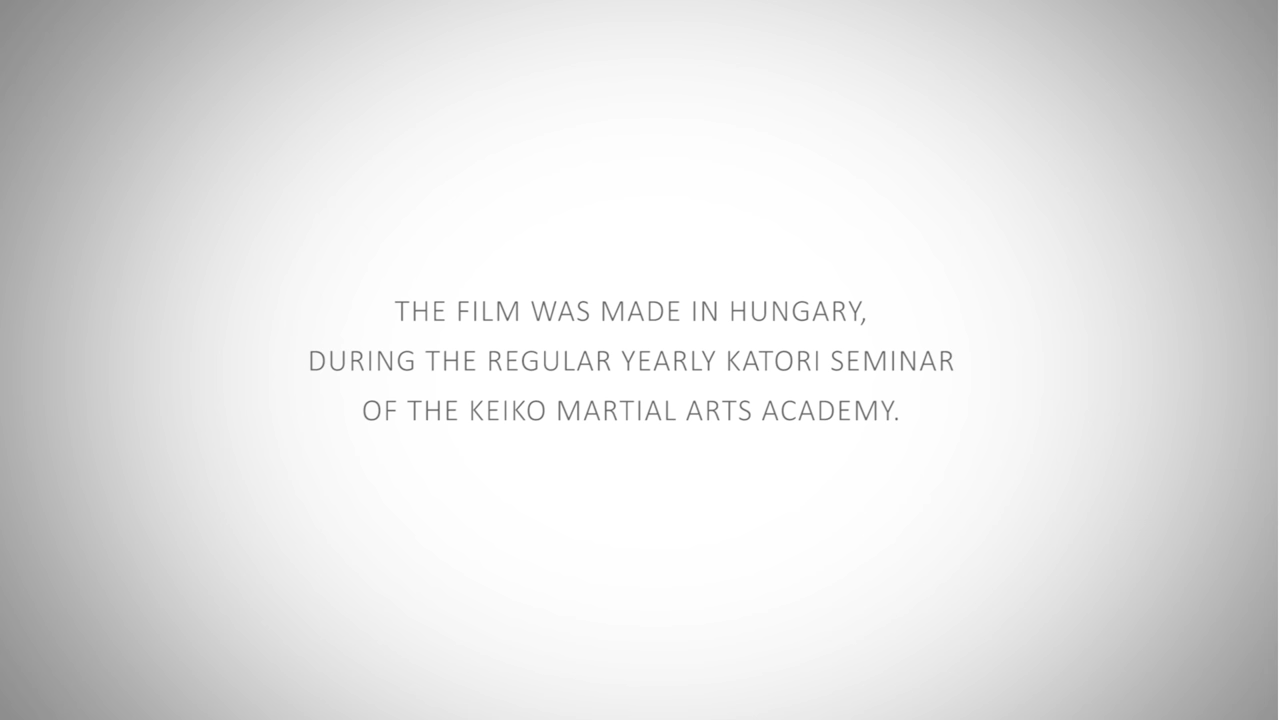 THE FILM WAS MADE IN HUNGARY,
DURING THE REGULAR YEARLY KATORI SEMINAR
OF THE KEIKO MARTIAL ARTS ACADEMY.